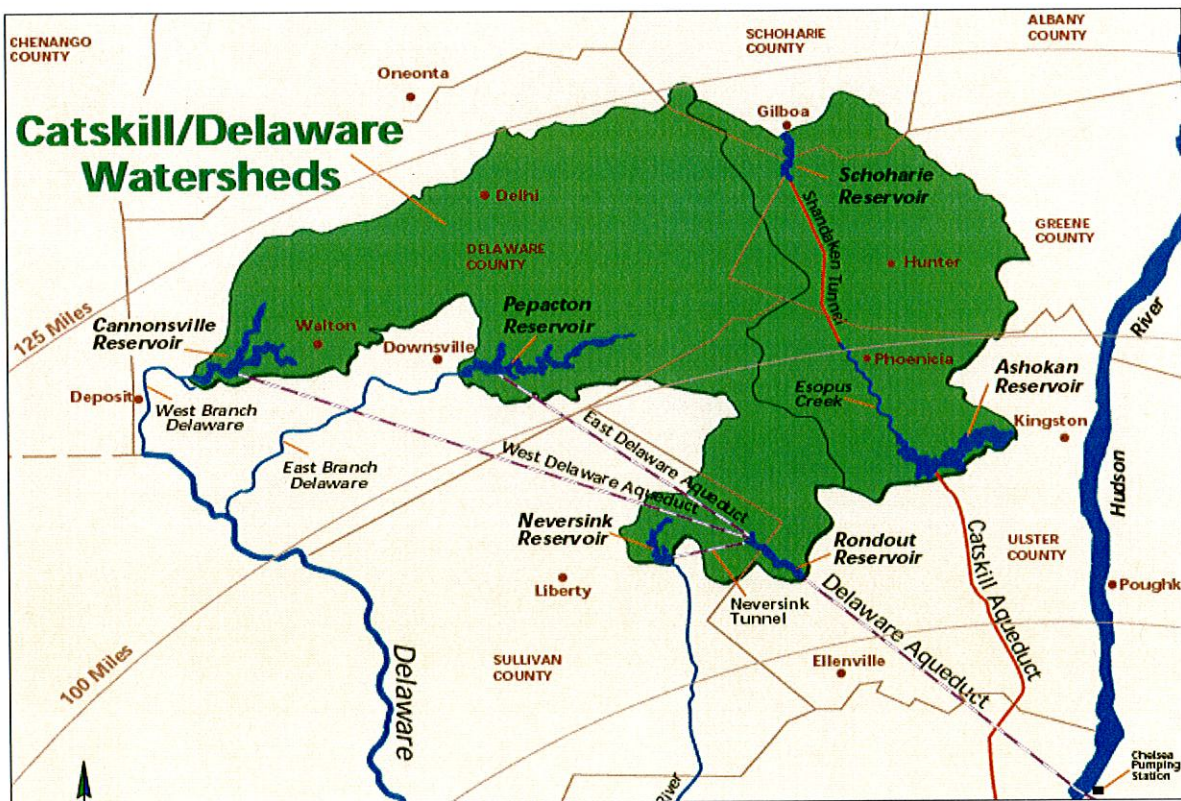 CHENANGO
COUNTY
SCHOHARIE
COUNTY
ALBANY
COUNTY
Oneonta
Gilboa
Catskill/Delaware
Watersheds
Schoharie
Reservoir
Delhi
Shandaken Tunnel
GREENE
COUNTY
DELAWARE
COUNTY
Hunter
125 Miles
Cannonsville
Reservoir
Walton
Pepacton
Reservoir
Downsville
Phoenicia
River
Ashokan
Reservoir
Deposit
West Branch
Delaware
Esopus
Creek
Kingston
East Branch
Delaware
East Delaware Aqueduct
West Delaware Aqueduct
Hudson
Neversink
Reservoir
Rondout
Reservoir
ULSTER
COUNTY
Liberty
Neversink
Tunnel
Poughk
Delaware Aqueduct
Catskill Aqueduct
100 Miles
SULLIVAN
COUNTY
Ellenville
Delaware
River
Chelsea
Pumping
Station